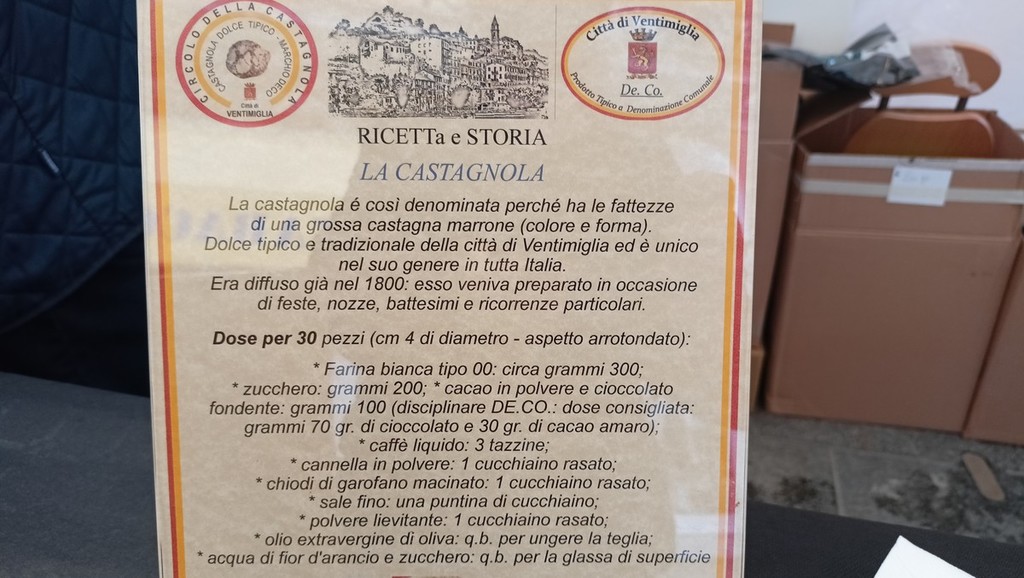 CIRCOLO DELLA CASTAGNOLA
CASTAGNOLA DOLCE TIPICO - MARCHIO DECO
Città di
VENTIMIGLIA
Città di Ventimiglia
De. Co.
Prodotto Tipico a Denominazione Comunale
RICETTa e STORIA
LA CASTAGNOLA
La castagnola é così denominata perché ha le fattezze
di una grossa castagna marrone (colore e forma).
Dolce tipico e tradizionale della città di Ventimiglia ed è unico
nel suo genere in tutta Italia.
Era diffuso già nel 1800: esso veniva preparato in occasione
di feste, nozze, battesimi e ricorrenze particolari.
Dose per 30 pezzi (cm 4 di diametro - aspetto arrotondato):
* Farina bianca tipo 00: circa grammi 300;
* zucchero: grammi 200; * cacao in polvere e cioccolato
fondente: grammi 100 (disciplinare DE.CO.: dose consigliata:
grammi 70 gr. di cioccolato e 30 gr. di cacao amaro);
* caffè liquido: 3 tazzine;
* cannella in polvere: 1 cucchiaino rasato;
* chiodi di garofano macinato: 1 cucchiaino rasato;
* sale fino: una puntina di cucchiaino;
* polvere lievitante: 1 cucchiaino rasato;
* olio extravergine di oliva: q.b. per ungere la teglia;
* acqua di fior d'arancio e zucchero: q.b. per la glassa di superficie